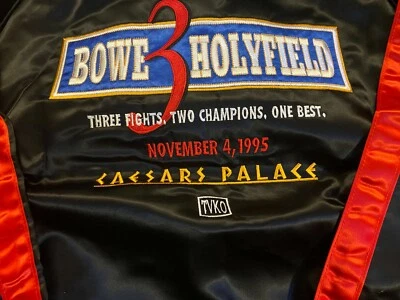 BOWE 3 HOLYFIELD
THREE FIGHTS, TWO CHAMPIONS, ONE BEST.
NOVEMBER 4, 1995
CAESARS PALACE
TVKO